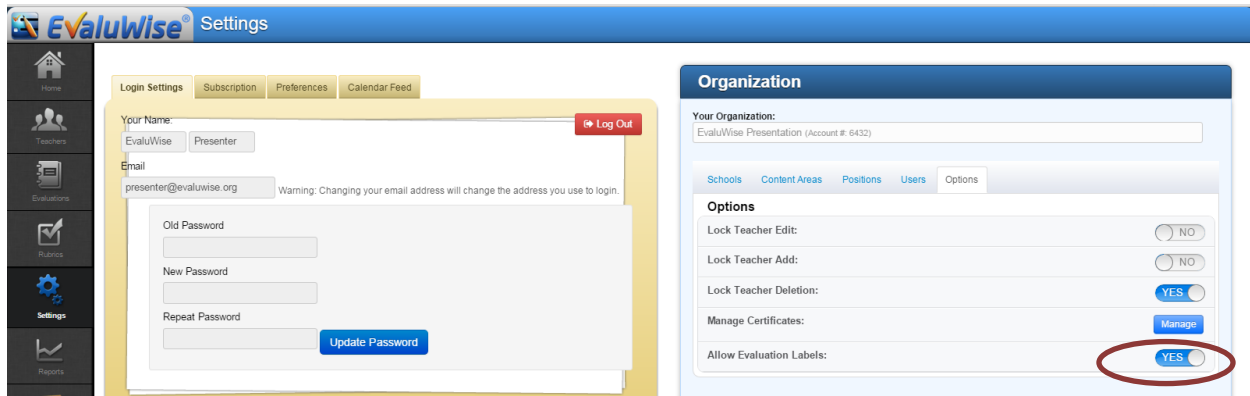 EvaluWise® Settings
Home
Teachers
Evaluations
Rubrics
Settings
Reports
Login Settings Subscription Preferences Calendar Feed
Your Name:
Log Out
EvaluWise Presenter
Email
presenter@evaluwise.org Warning: Changing your email address will change the address you use to login.
Old Password
New Password
Repeat Password
Update Password
Organization
Your Organization:
EvaluWise Presentation (Account #: 6432)
Schools Content Areas Positions Users Options
Options
Lock Teacher Edit: NO
Lock Teacher Add: NO
Lock Teacher Deletion: YES
Manage Certificates: Manage
Allow Evaluation Labels: YES